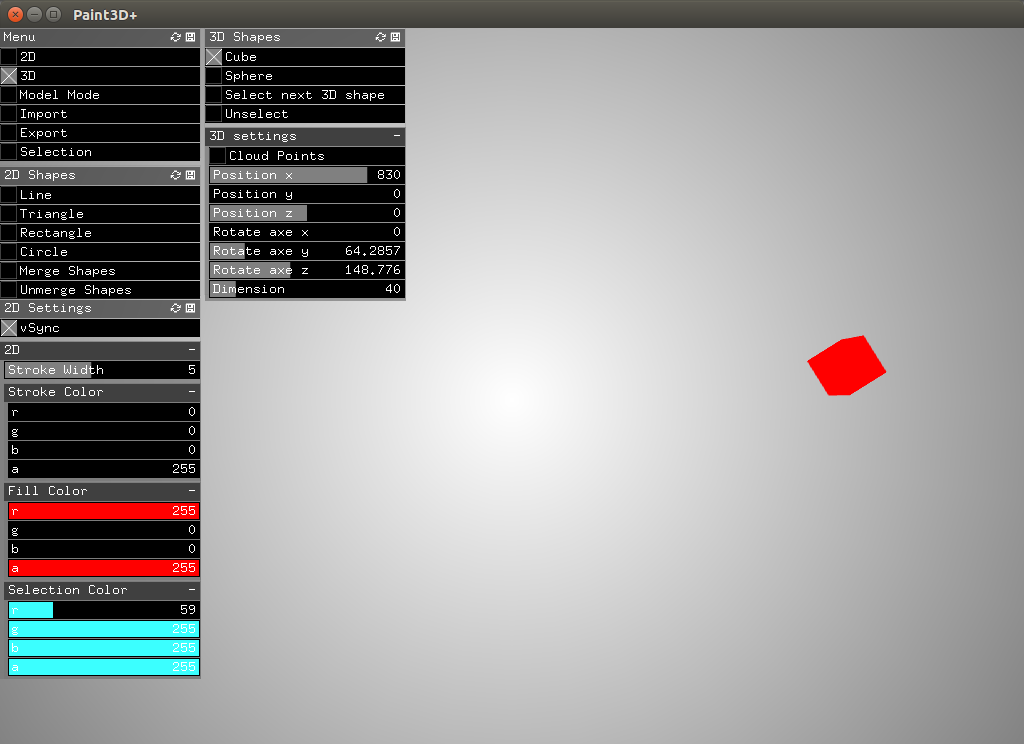 Paint3D+
Menu
2D
3D
Model Mode
Import
Export
Selection
2D Shapes
Line
Triangle
Rectangle
Circle
Merge Shapes
Unmerge Shapes
2D Settings
vSync
2D -
Stroke Width 5
Stroke Color -
r 0
g 0
b 0
a 255
Fill Color -
r 255
g 0
b 0
a 255
Selection Color -
r 59
g 255
b 255
a 255
3D Shapes
Cube
Sphere
Select next 3D shape
Unselect
3D settings -
Cloud Points
Position x 830
Position y 0
Position z 0
Rotate axe x 0
Rotate axe y 64.2857
Rotate axe z 148.776
Dimension 40